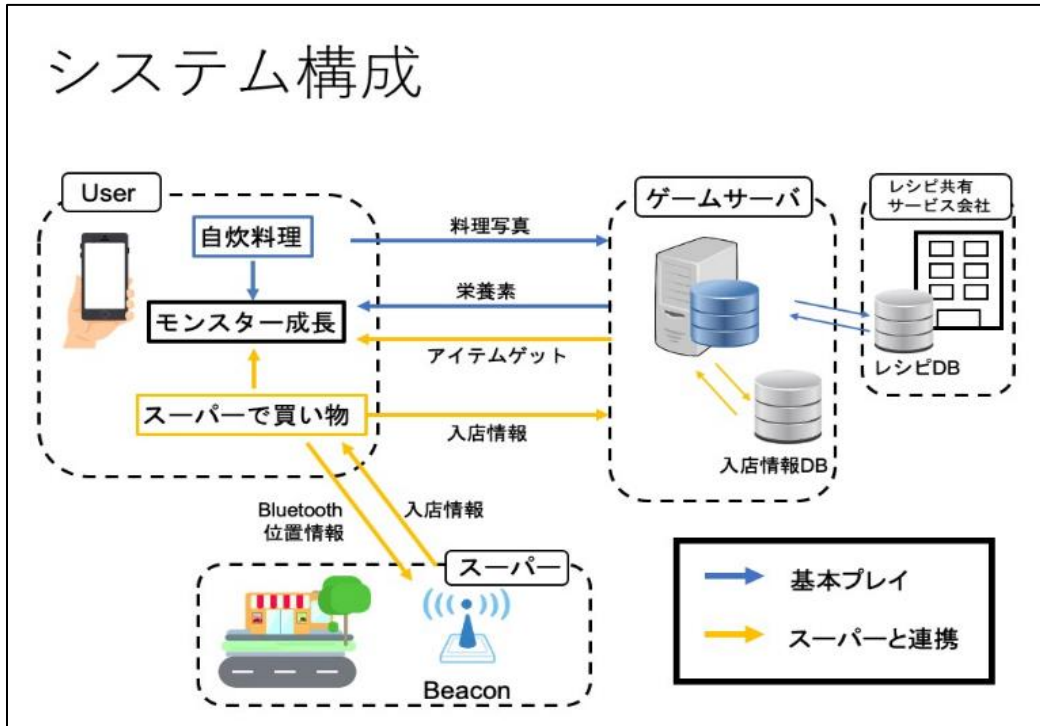 システム構成
User
自炊料理
モンスター成長
スーパーで買い物
料理写真
栄養素
アイテムゲット
入店情報
ゲームサーバ
入店情報DB
レシピ共有
サービス会社
レシピDB
Bluetooth
位置情報
入店情報
スーパー
Beacon
基本プレイ
スーパーと連携